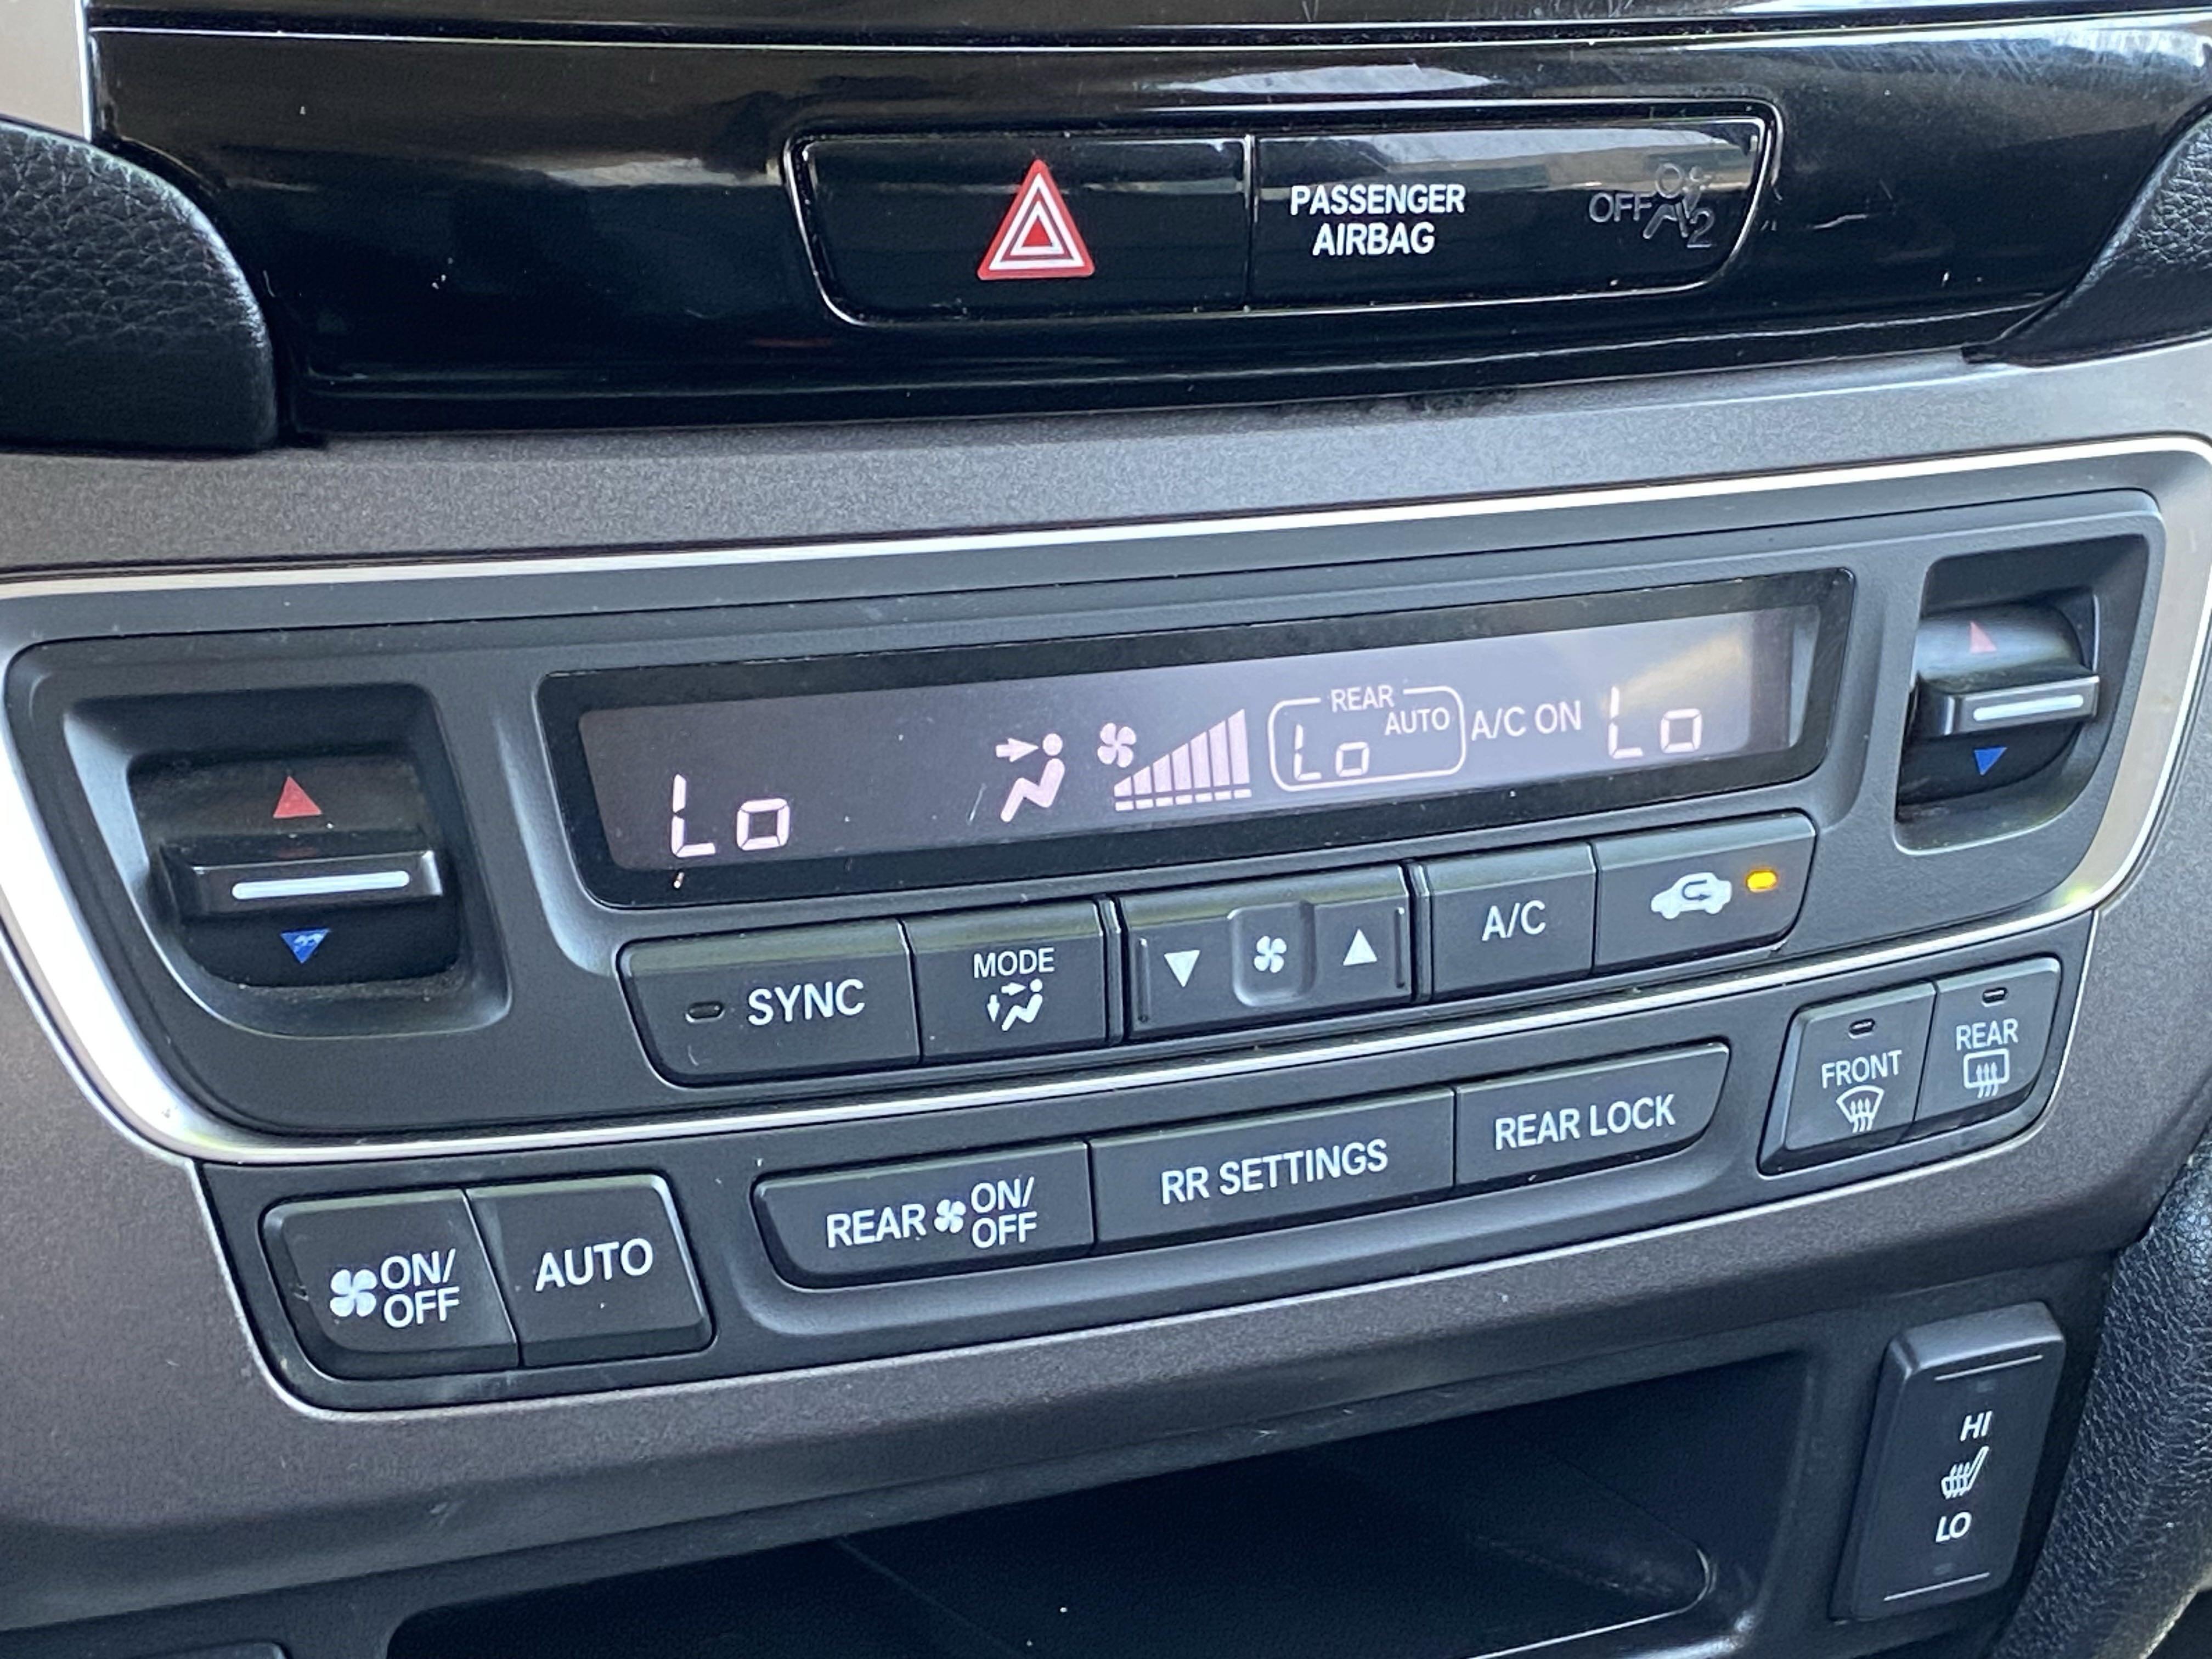 PASSENGER
AIRBAG
OFF 2
REAR
AUTO
Lo
Lo
A/C ON
Lo
SYNC
MODE
A/C
FRONT
REAR
ON/
OFF
AUTO
REAR ON/
OFF
RR SETTINGS
REAR LOCK
HI
LO